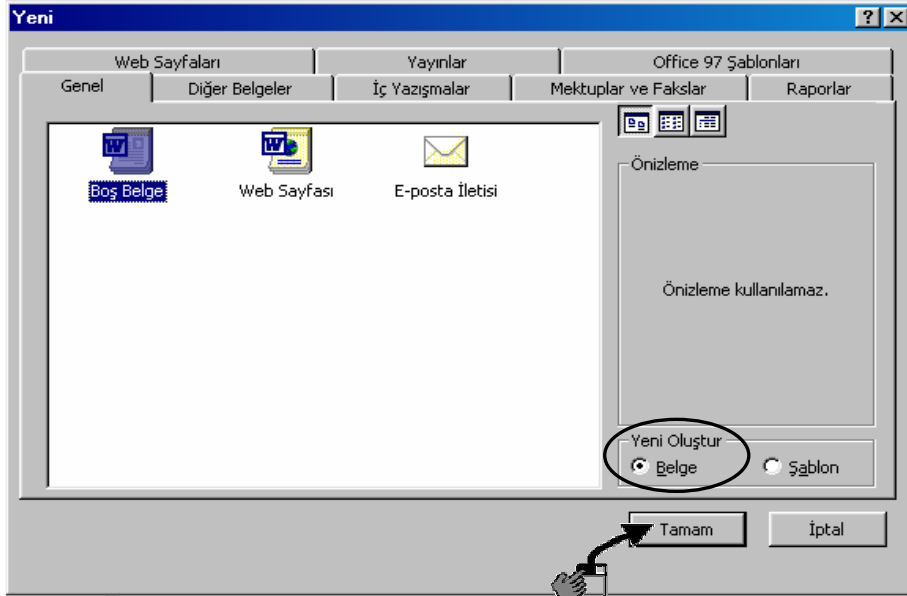 Yeni
Web Sayfaları Yayınlar Office 97 Şablonları
Genel Diğer Belgeler İç Yazışmalar Mektuplar ve Fakslar Raporlar
Boş Belge Web Sayfası E-posta İletisi
Önizleme
Önizleme kullanılamaz.
Yeni Oluştur
Belge Şablon
Tamam İptal